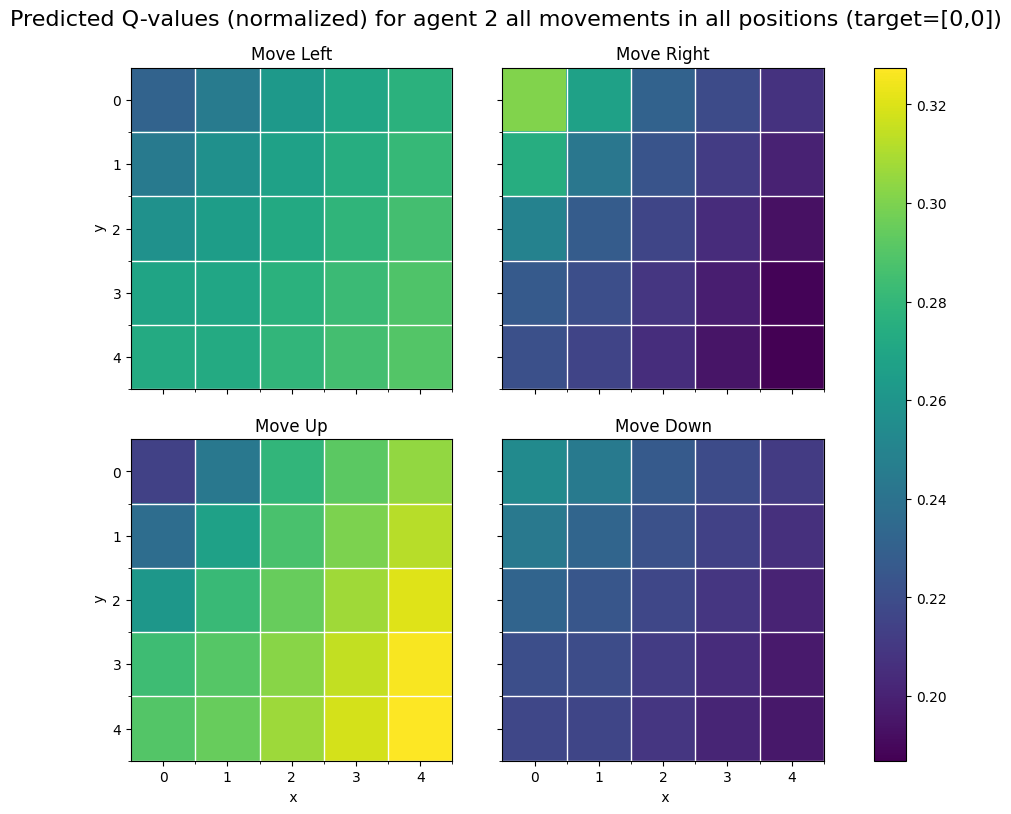 Predicted Q-values (normalized) for agent 2 all movements in all positions (target=[0,0])
Move Left
Move Right
0
1
2
3
4
y
Move Up
Move Down
0
1
2
3
4
y
0 1 2 3 4
x
0 1 2 3 4
x
0.32
0.30
0.28
0.26
0.24
0.22
0.20